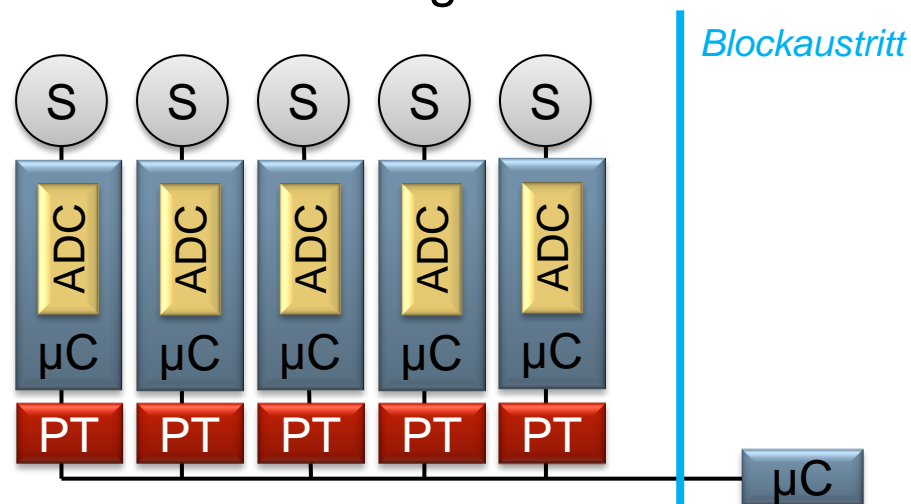 Blockaustritt
S S S S S
ADC ADC ADC ADC ADC
µC µC µC µC µC
PT PT PT PT PT
µC